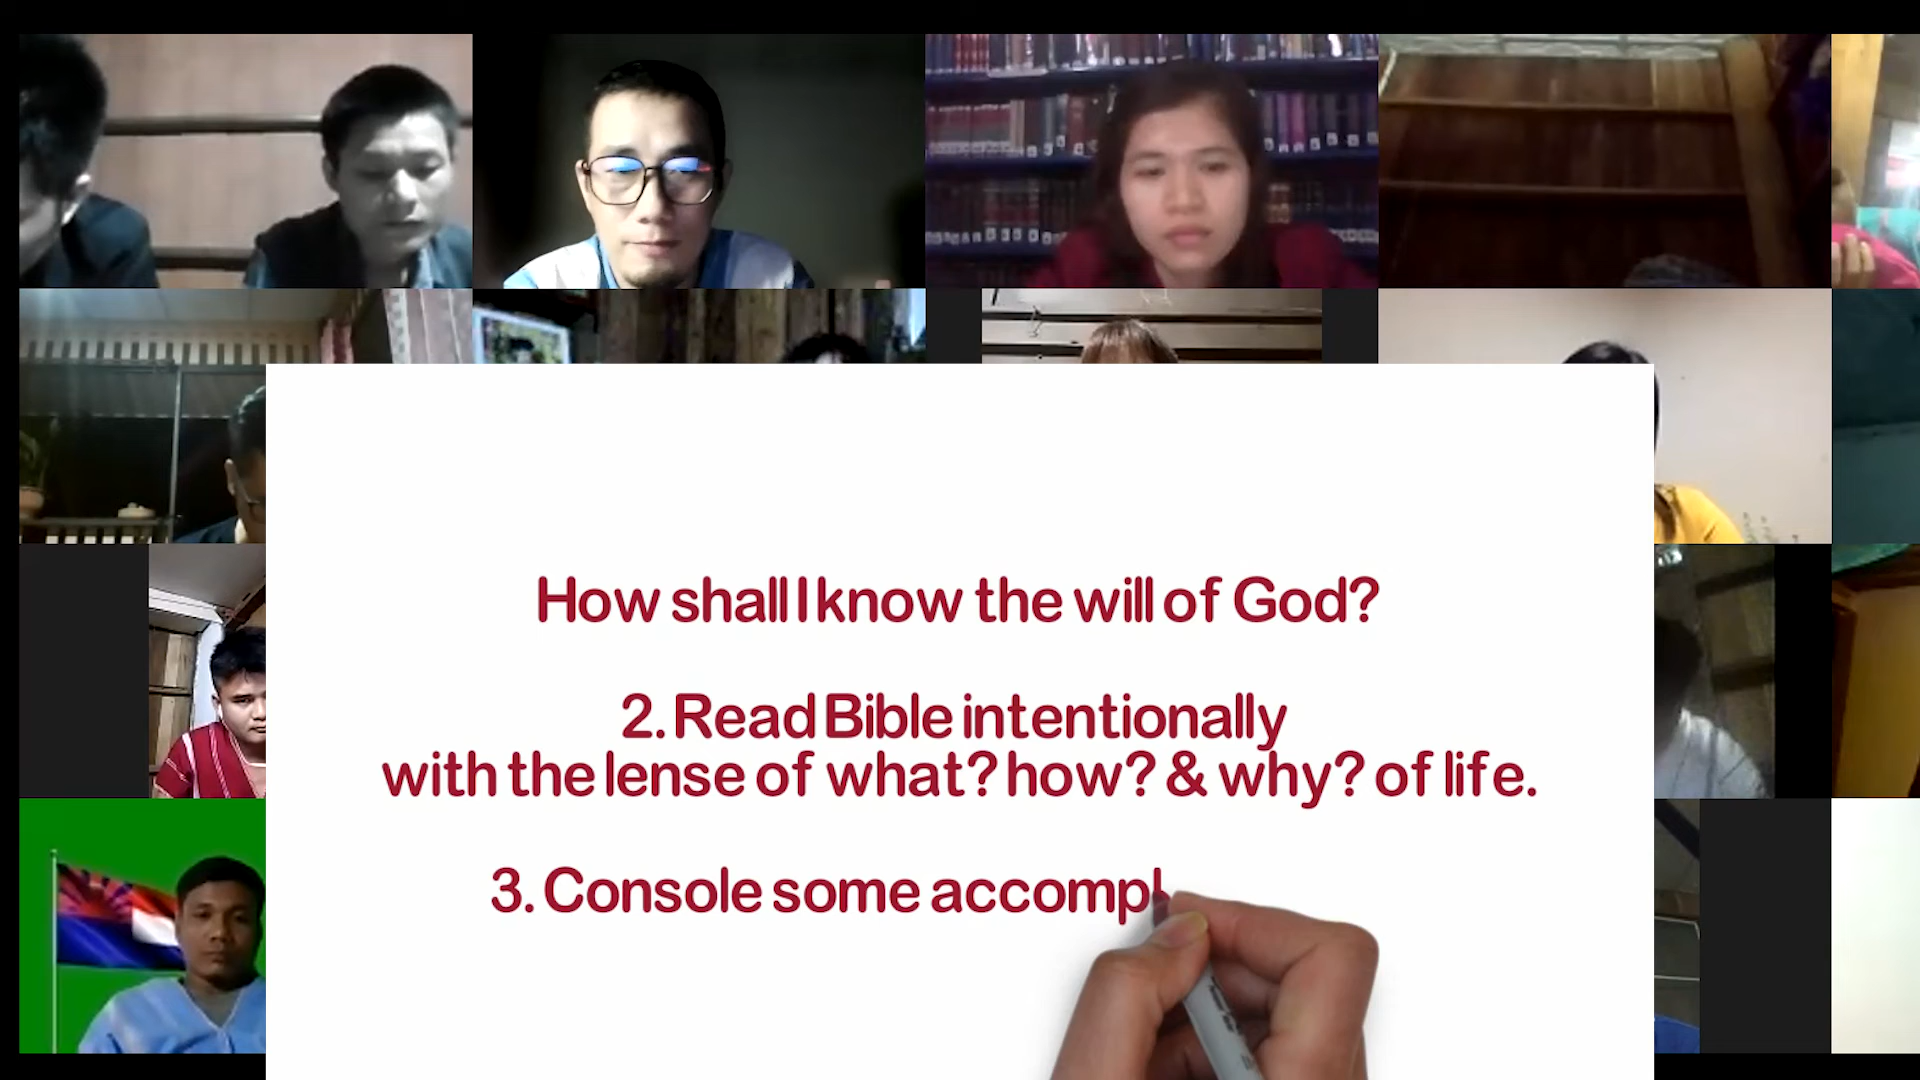 How shall I know the will of God?
2. Read Bible intentionally
with the lense of what? how? & why? of life.
3. Console some accompl